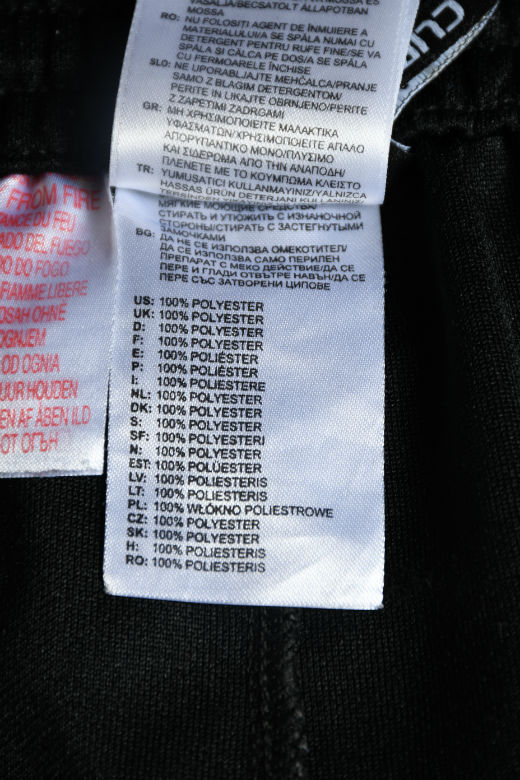 VASALJA/BECSATOLT ÁLLAPOTBAN
MOSSA
RO: NU FOLOSITI AGENT DE ÎNMUIERE A
MATERIALULUI/A SE SPĂLA NUMAI CU
DETERGENT PENTRU RUFE FINE/SE VA
SPĂLA SI CĂLCA PE DOS/A SE SPĂLA
CU FERMOARELE ÎNCHISE
SLO: NE UPORABLJAJTE MEHČALCA/PRANJE
SAMO Z BLAGIM DETERGENTOM/
PERITE IN LIKAJTE OBRNJENO/PERITE
Z ZAPETIMI ZADRGAMI
GR: ΜΗ ΧΡΗΣΙΜΟΠΟΙΕΙΤΕ ΜΑΛΑΚΤΙΚΑ
ΥΦΑΣΜΑΤΩΝ/ΧΡΗΣΙΜΟΠΟΙΕΙΤΕ ΑΠΑΛΟ
ΑΠΟΡΥΠΑΝΤΙΚΟ ΜΟΝΟ/ΠΛΥΣΙΜΟ
ΚΑΙ ΣΙΔΕΡΩΜΑ ΑΠΟ ΤΗΝ ΑΝΑΠΟΔΗ/
ΠΛΕΝΕΤΕ ΜΕ ΤΟ ΚΟΥΜΠΩΜΑ ΚΛΕΙΣΤΟ
TR: YUMUSATICI KULLANMAYINIZ/YALNIZCA
HASSAS ÜRÜN DETERJANI KULLANINIZ/
МЯГКИЕ МОЮЩИЕ СРЕДСТВА/
СТИРАТЬ И УТЮЖИТЬ С ИЗНАНОЧНОЙ
СТОРОНЫ/СТИРАТЬ С ЗАСТЕГНУТЫМИ
ЗАМОЧКАМИ
BG: ДА НЕ СЕ ИЗПОЛЗВА ОМЕКОТИТЕЛ/
ДА СЕ ИЗПОЛЗВА САМО ПЕРИЛЕН
ПРЕПАРАТ С МЕКО ДЕЙСТВИЕ/ДА СЕ
ПЕРЕ И ГЛАДИ ОТВЪТРЕ НАВЪН/ДА СЕ
ПЕРЕ СЪС ЗАТВОРЕНИ ЦИПОВЕ
US: 100% POLYESTER
UK: 100% POLYESTER
D: 100% POLYESTER
F: 100% POLYESTER
E: 100% POLIÉSTER
P: 100% POLIÉSTER
I: 100% POLIESTERE
NL: 100% POLYESTER
DK: 100% POLYESTER
S: 100% POLYESTER
SF: 100% POLYESTERI
N: 100% POLYESTER
EST: 100% POLÜESTER
LV: 100% POLIESTERIS
LT: 100% POLIESTERIS
PL: 100% WŁÓKNO POLIESTROWE
CZ: 100% POLYESTER
SK: 100% POLYESTER
H: 100% POLIESTERIS
RO: 100% POLIESTERIS
FROM FIRE
DU FEU
DEL FUEGO
DO FOGO
FIAMME LIBERE
OHNE
OD OGNIA
VUUR HOUDEN
AF ÅBEN ILD
ОТ ОГЪН